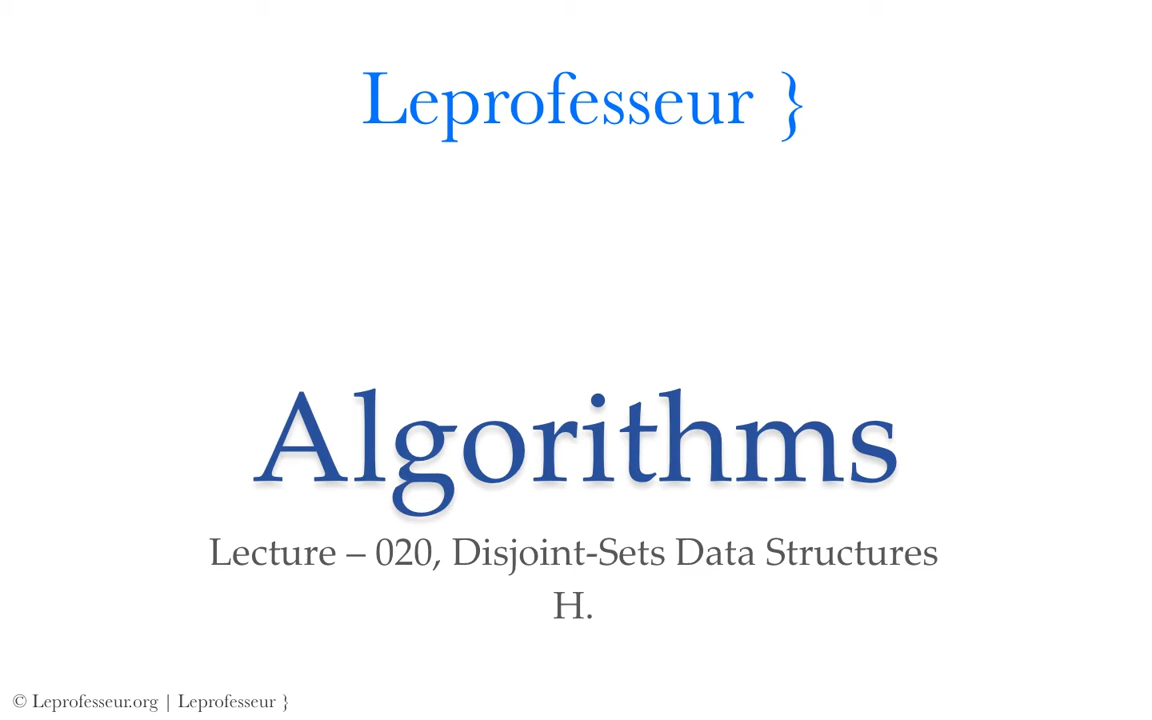 Leprofesseur }
Algorithms
Lecture – 020, Disjoint-Sets Data Structures
H.
© Leprofesseur.org | Leprofesseur }